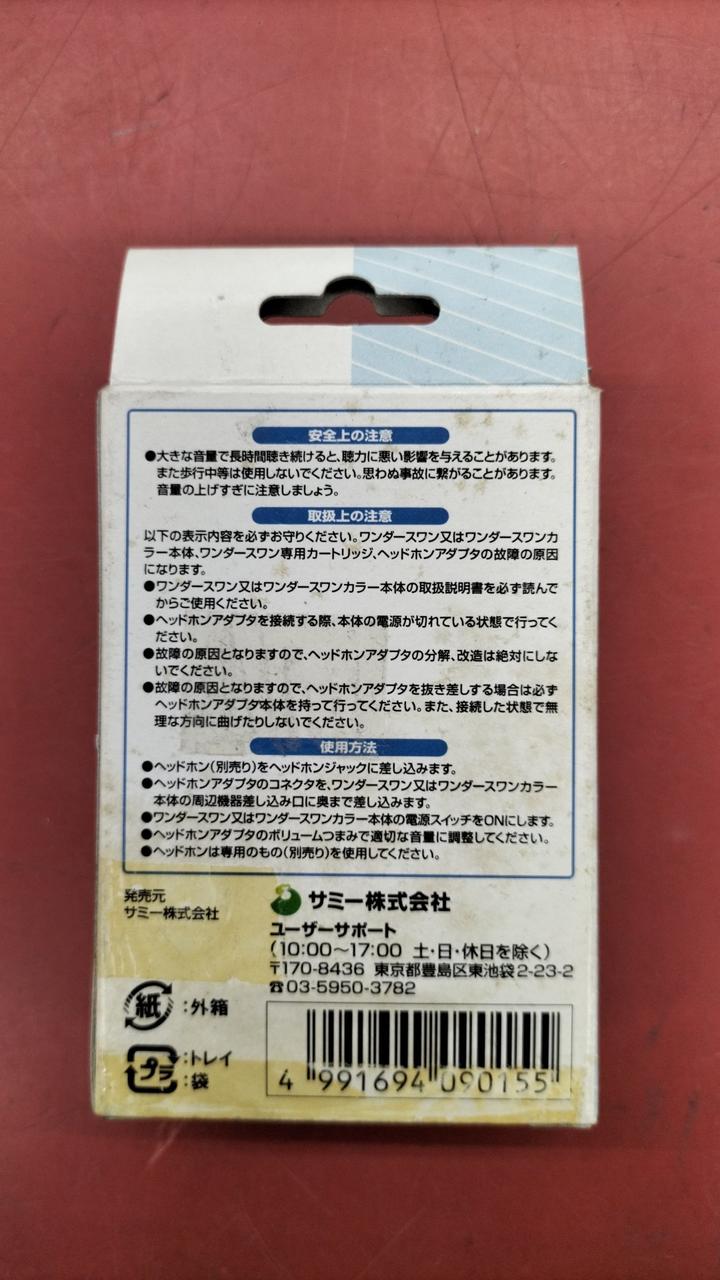 安全上の注意
●大きな音量で長時間聴き続けると、聴力に悪い影響を与えることがあります。
また歩行中等は使用しないでください。思わぬ事故に繋がることがあります。
音量の上げすぎに注意しましょう。
取扱上の注意
以下の表示内容を必ずお守りください。ワンダースワン又はワンダースワンカ
ラー本体、ワンダースワン専用カートリッジ、ヘッドホンアダプタの故障の原因
になります。
●ワンダースワン又はワンダースワンカラー本体の取扱説明書を必ず読んで
からご使用ください。
●ヘッドホンアダプタを接続する際、本体の電源が切れている状態で行ってく
ださい。
●故障の原因となりますので、ヘッドホンアダプタの分解、改造は絶対にしな
いでください。
●故障の原因となりますので、ヘッドホンアダプタを抜き差しする場合は必ず
ヘッドホンアダプタ本体を持って行ってください。また、接続した状態で無
理な方向に曲げたりしないでください。
使用方法
●ヘッドホン(別売り)をヘッドホンジャックに差し込みます。
●ヘッドホンアダプタのコネクタを、ワンダースワン又はワンダースワンカラー
本体の周辺機器差し込み口に奥まで差し込みます。
●ワンダースワン又はワンダースワンカラー本体の電源スイッチをONにします。
●ヘッドホンアダプタのボリュームつまみで適切な音量に調整してください。
●ヘッドホンは専用のもの(別売り)を使用してください。
発売元
サミー株式会社
サミー株式会社
ユーザーサポート
(10:00〜17:00 土・日・休日を除く)
〒170-8436 東京都豊島区東池袋2-23-2
☎03-5950-3782
紙:外箱
プラ:トレイ
:袋
4 991694 090155